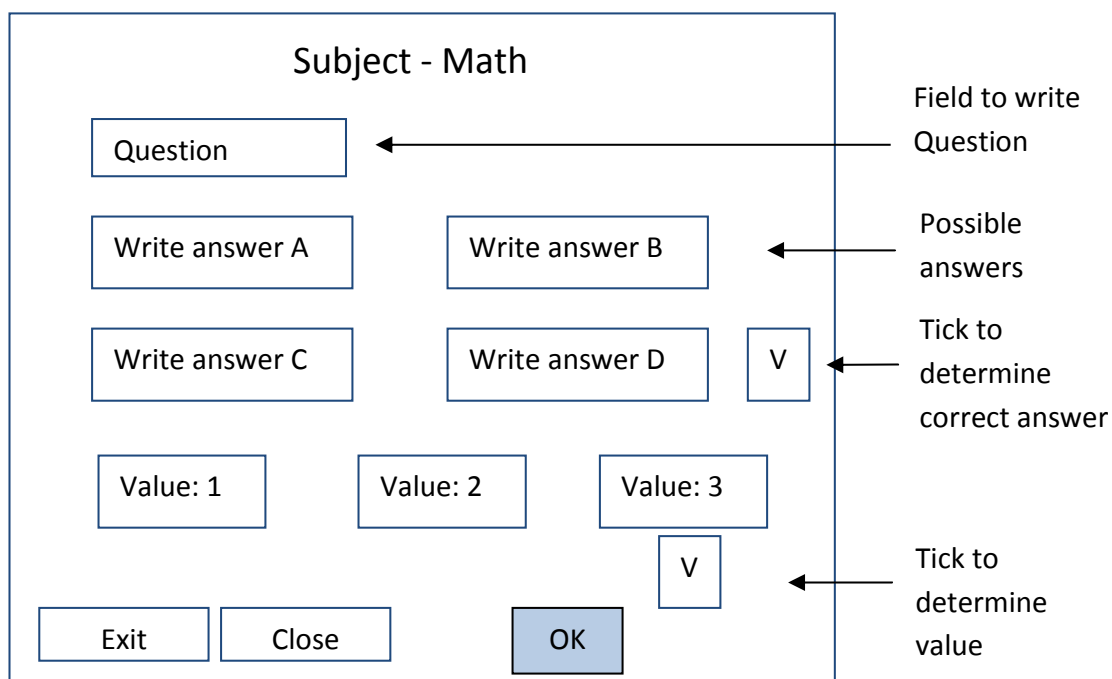 Subject - Math
Field to write
Question
Question
Write answer A
Write answer B
Possible
answers
Write answer C
Write answer D
V
Tick to
determine
correct answer
Value: 1
Value: 2
Value: 3
V
Tick to
determine
value
Exit
Close
OK